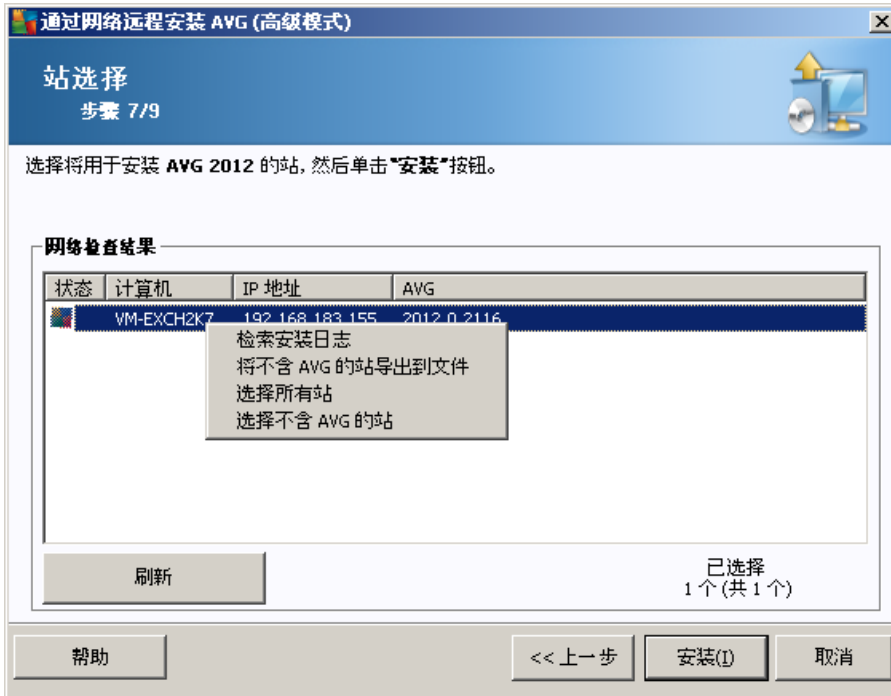 通过网络远程安装 AVG (高级模式)
站选择
步骤 7/9
选择将用于安装 AVG 2012 的站, 然后单击"安装"按钮。
网络检查结果
状态 计算机 IP 地址 AVG
VM-EXCH2K7 192.168.183.155 2012.0.2116
检索安装日志
将不含 AVG 的站导出到文件
选择所有站
选择不含 AVG 的站
刷新
已选择
1 个 (共 1 个)
帮助 << 上一步 安装(I) 取消